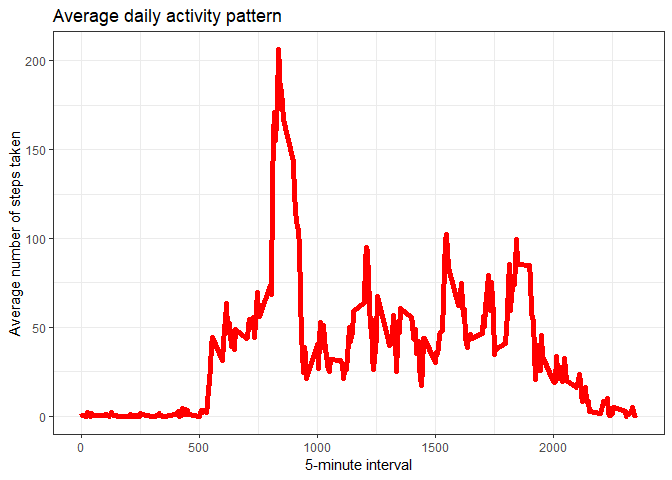 Average daily activity pattern
Average number of steps taken
200
150
100
50
0
0 500 1000 1500 2000
5-minute interval